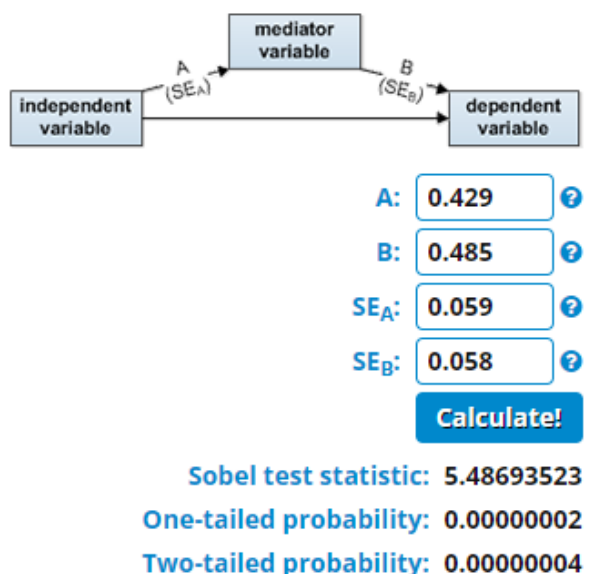 mediator
variable
A
(SEA)
B
(SEB)
independent
variable
dependent
variable
A: 0.429 ?
B: 0.485 ?
SEA: 0.059 ?
SEB: 0.058 ?
Calculate!
Sobel test statistic: 5.48693523
One-tailed probability: 0.00000002
Two-tailed probability: 0.00000004